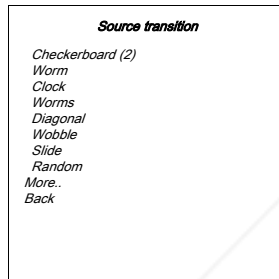 Source transition
Checkerboard (2)
Worm
Clock
Worms
Diagonal
Wobble
Slide
Random
More..
Back